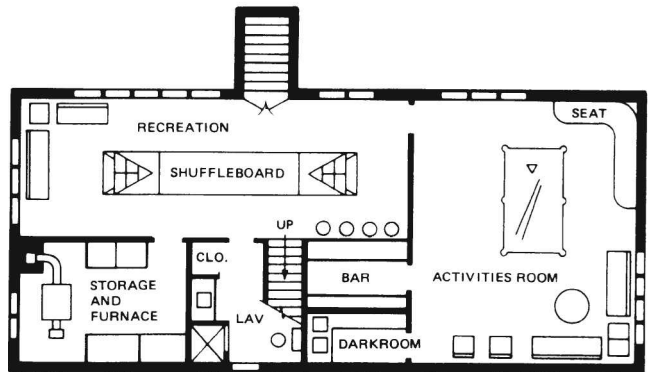 SEAT
RECREATION
SHUFFLEBOARD
UP
CLO.
STORAGE
AND
FURNACE
BAR
ACTIVITIES ROOM
LAV
DARKROOM